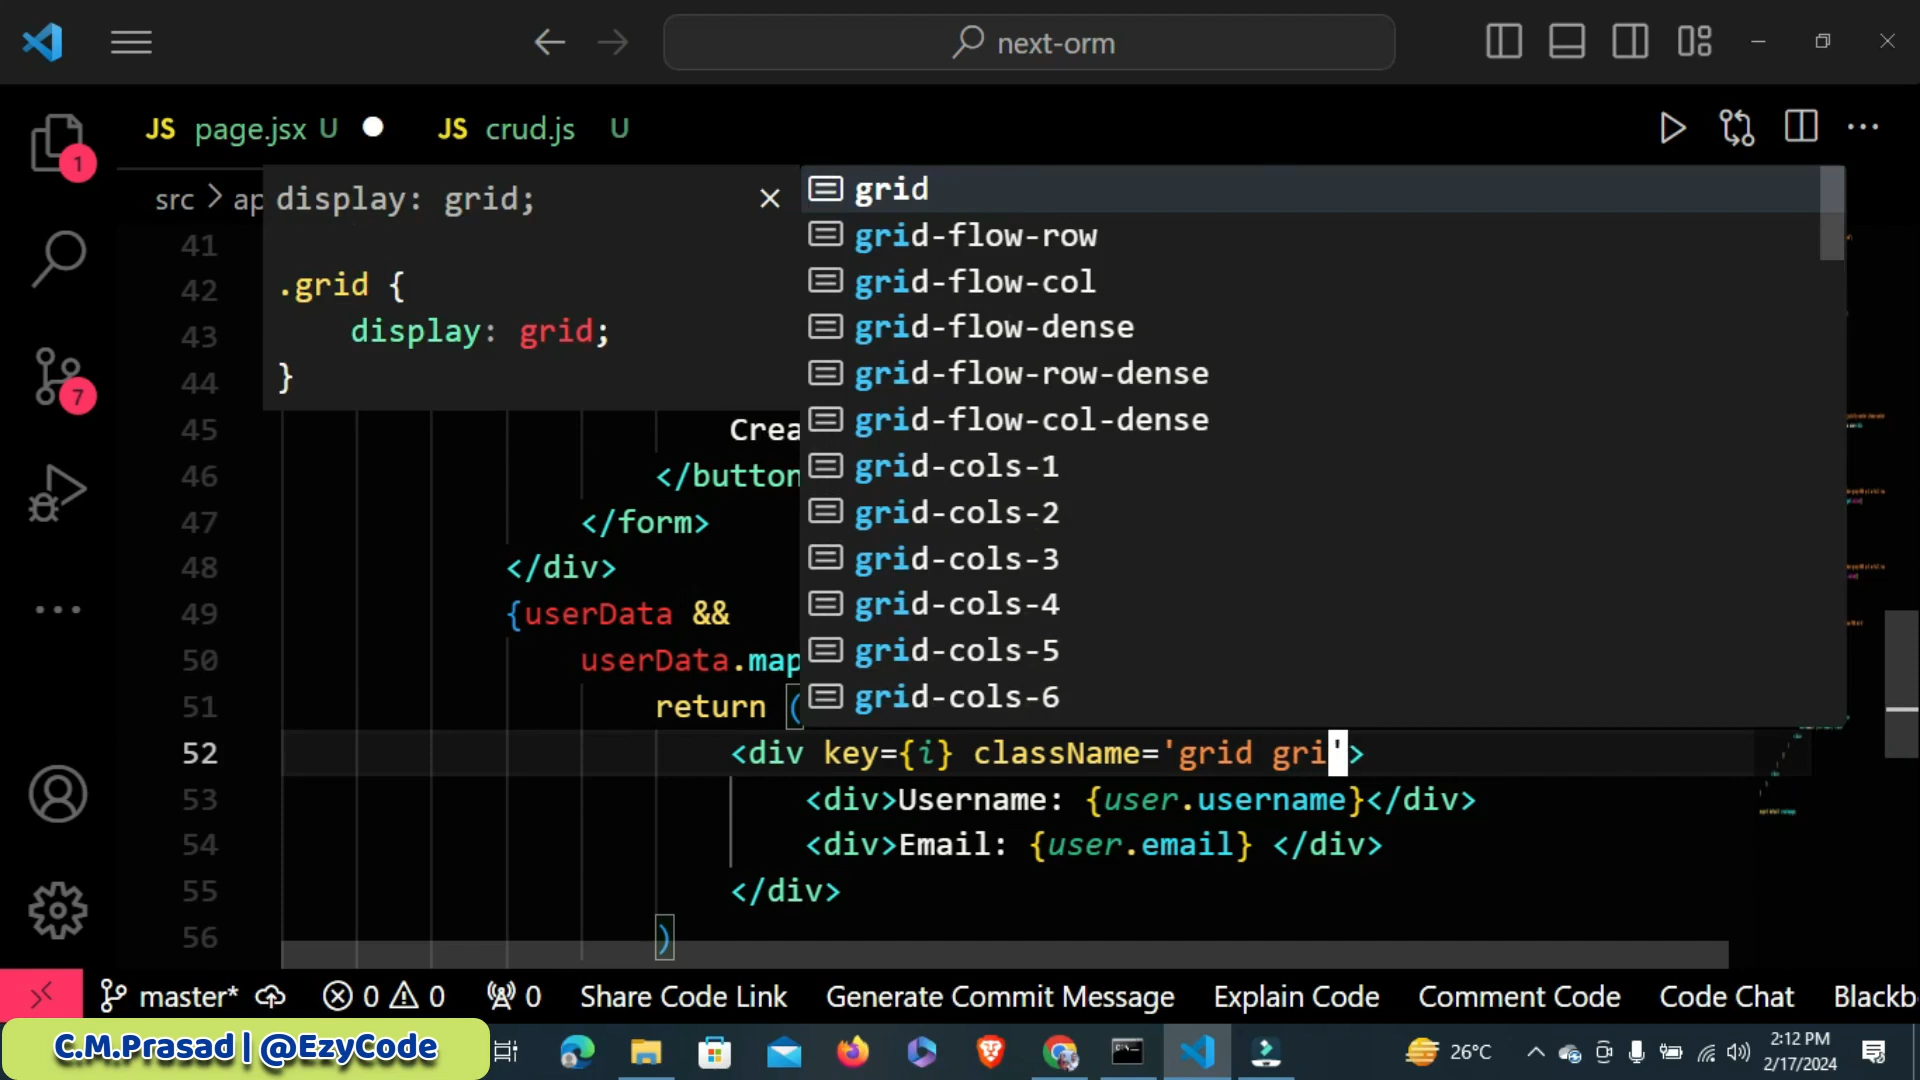 next-orm
JS page.jsx U
JS crud.js U
1
src > ap
display: grid;
.grid {
display: grid;
}
grid
grid-flow-row
grid-flow-col
grid-flow-dense
grid-flow-row-dense
grid-flow-col-dense
grid-cols-1
grid-cols-2
grid-cols-3
grid-cols-4
grid-cols-5
grid-cols-6
7
41
42
43
44
45 Crea
46 </button
47 </form>
48 </div>
49 {userData &&
50 userData.map
51 return (
52 <div key={i} className='grid gri'>
53 <div>Username: {user.username}</div>
54 <div>Email: {user.email} </div>
55 </div>
56 )
master* 0 0 0 Share Code Link Generate Commit Message Explain Code Comment Code Code Chat Blackb
C.M.Prasad | @EzyCode
26°C
2:12 PM
2/17/2024